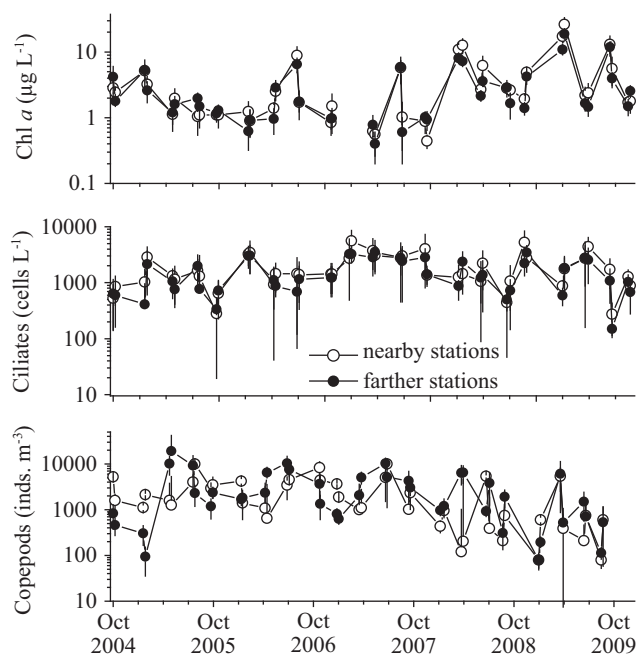 Chl a (µg L-1)
10
1
0.1
Ciliates (cells L-1)
10000
1000
100
10
nearby stations
farther stations
Copepods (inds. m-3)
10000
1000
100
10
Oct Oct Oct Oct Oct Oct
2004 2005 2006 2007 2008 2009